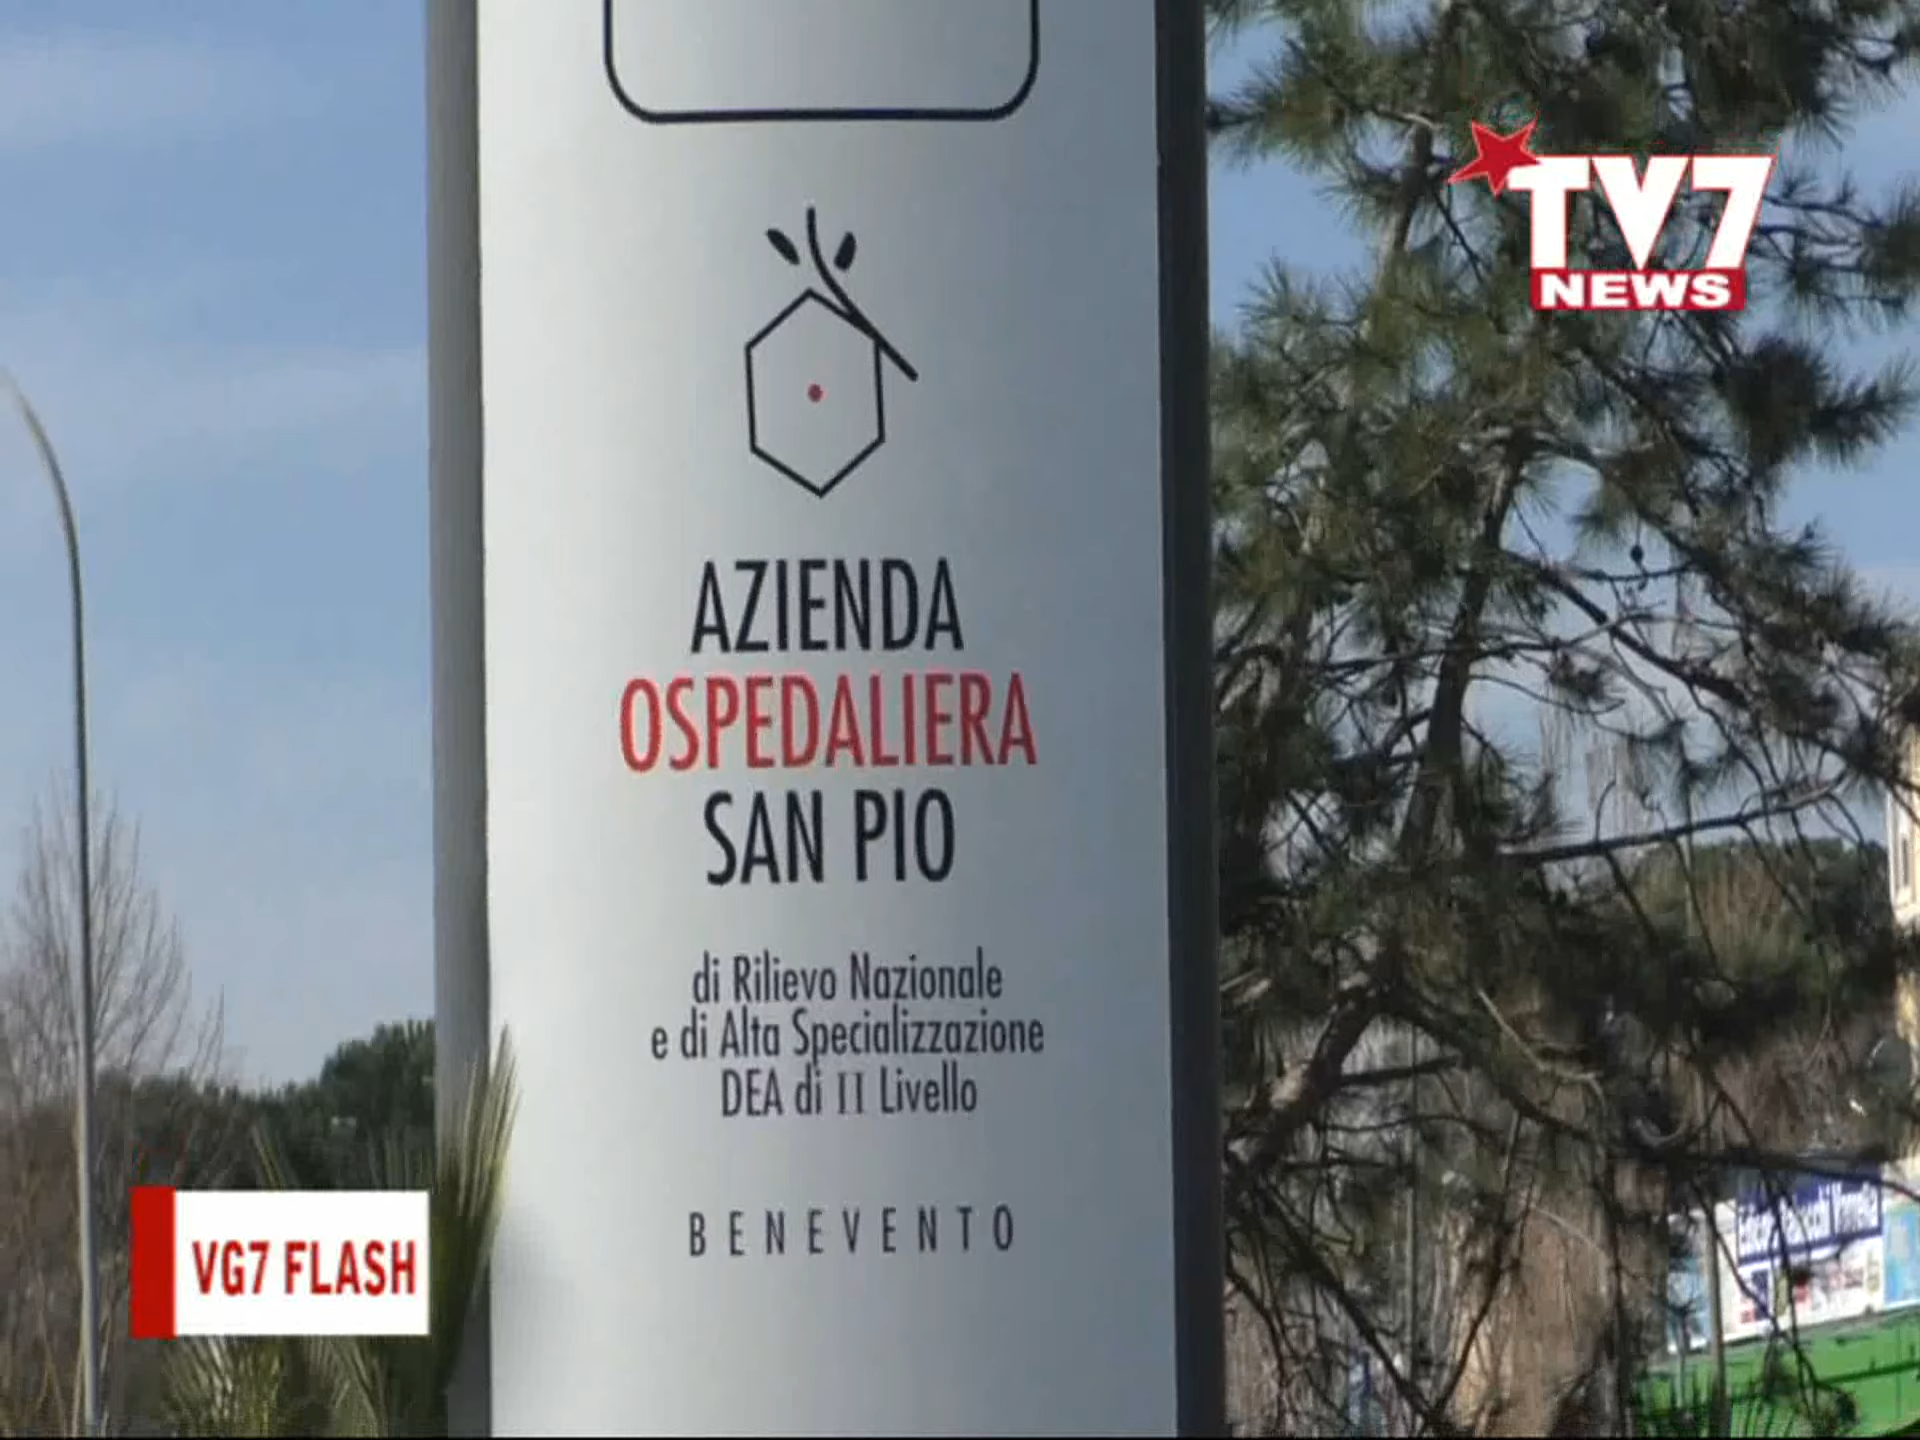 TV7
NEWS
AZIENDA
OSPEDALIERA
SAN PIO
di Rilievo Nazionale
e di Alta Specializzazione
DEA di II Livello
BENEVENTO
VG7 FLASH